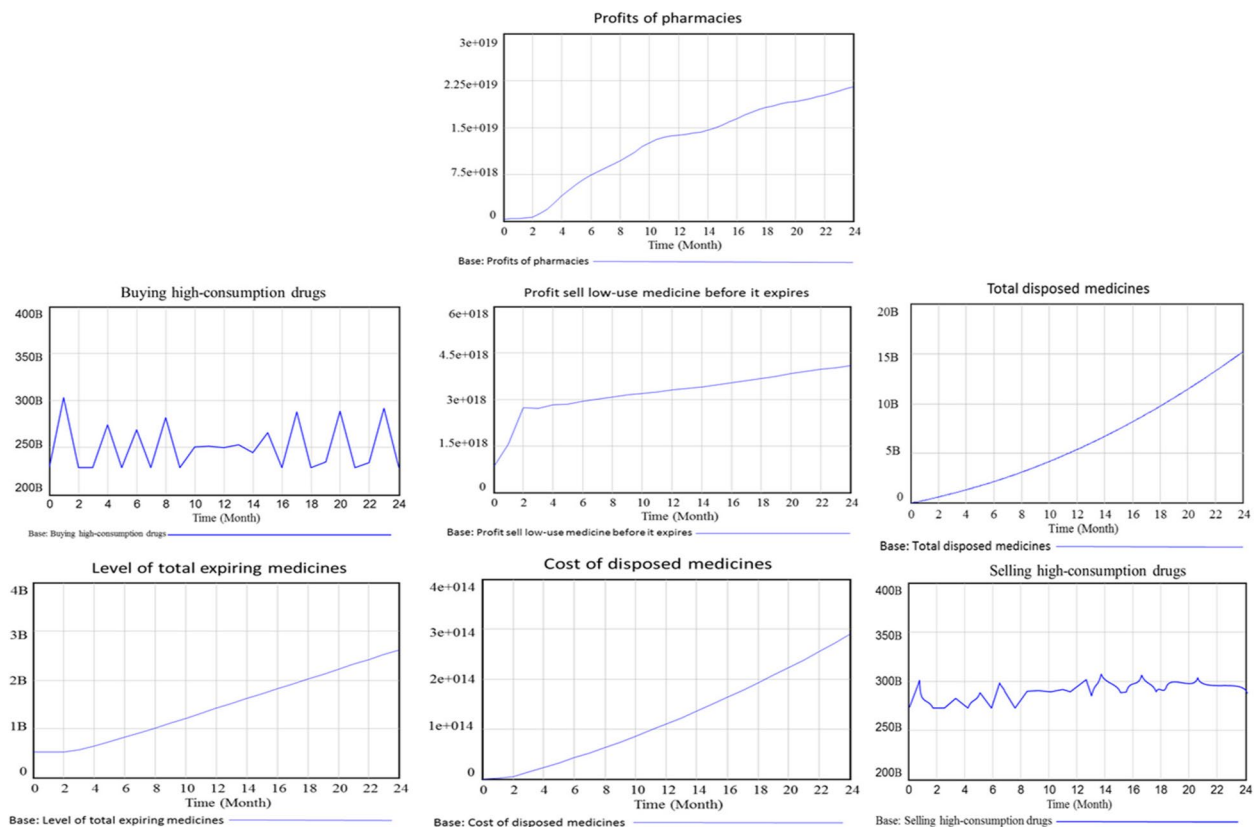 Profits of pharmacies
3e+019
2.25e+019
1.5e+019
7.5e+018
0
0 2 4 6 8 10 12 14 16 18 20 22 24
Time (Month)
Base: Profits of pharmacies
Buying high-consumption drugs
400B
350B
300B
250B
200B
0 2 4 6 8 10 12 14 16 18 20 22 24
Time (Month)
Base: Buying high-consumption drugs
Profit sell low-use medicine before it expires
6e+018
4.5e+018
3e+018
1.5e+018
0
0 2 4 6 8 10 12 14 16 18 20 22 24
Time (Month)
Base: Profit sell low-use medicine before it expires
Total disposed medicines
20B
15B
10B
5B
0
0 2 4 6 8 10 12 14 16 18 20 22 24
Time (Month)
Base: Total disposed medicines
Level of total expiring medicines
4B
3B
2B
1B
0
0 2 4 6 8 10 12 14 16 18 20 22 24
Time (Month)
Base: Level of total expiring medicines
Cost of disposed medicines
4e+014
3e+014
2e+014
1e+014
0
0 2 4 6 8 10 12 14 16 18 20 22 24
Time (Month)
Base: Cost of disposed medicines
Selling high-consumption drugs
400B
350B
300B
250B
200B
0 2 4 6 8 10 12 14 16 18 20 22 24
Time (Month)
Base: Selling high-consumption drugs